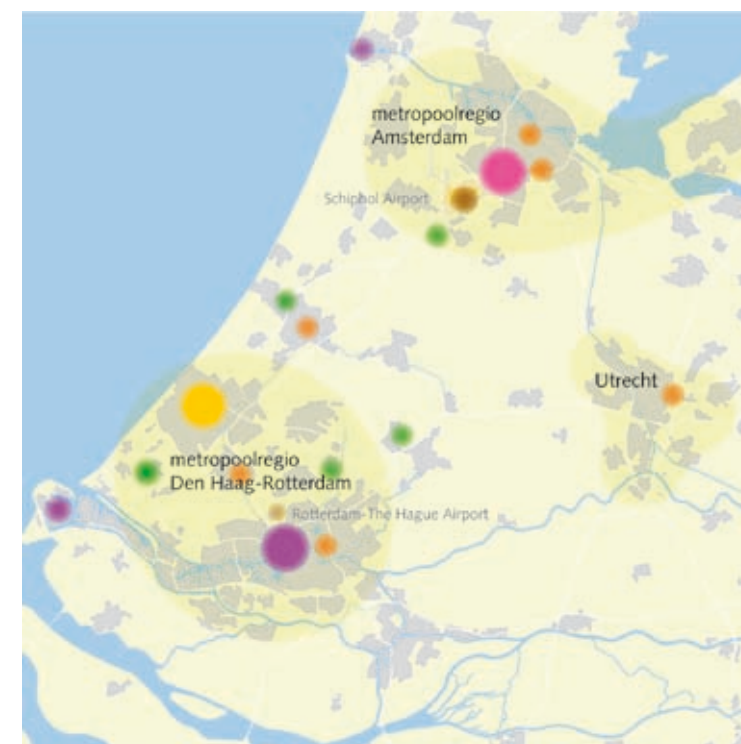 metropoolregio
Amsterdam
Schiphol Airport
Utrecht
metropoolregio
Den Haag-Rotterdam
Rotterdam-The Hague Airport